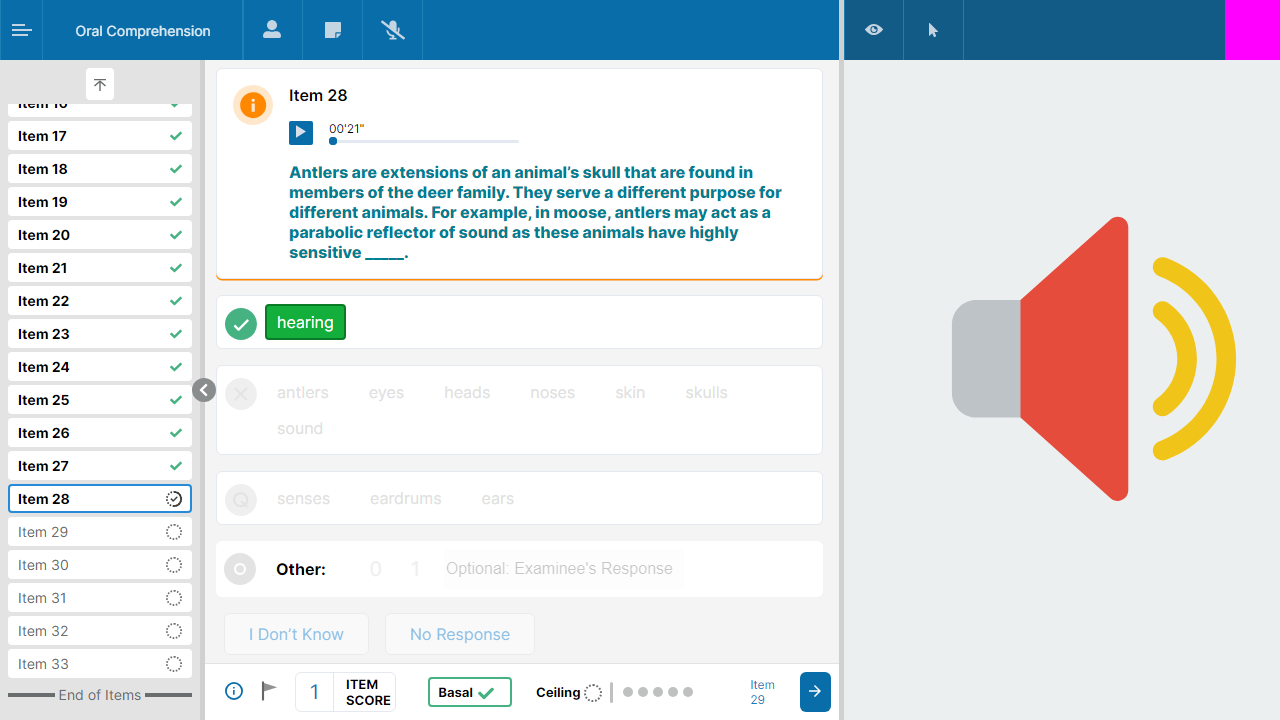 Oral Comprehension
Item 16
Item 17
Item 18
Item 19
Item 20
Item 21
Item 22
Item 23
Item 24
Item 25
Item 26
Item 27
Item 28
Item 29
Item 30
Item 31
Item 32
Item 33
End of Items
Item 28
00'21"
Antlers are extensions of an animal’s skull that are found in
members of the deer family. They serve a different purpose for
different animals. For example, in moose, antlers may act as a
parabolic reflector of sound as these animals have highly
sensitive _____.
hearing
antlers eyes heads noses skin skulls
sound
Q senses eardrums ears
Other: 0 1 Optional: Examinee's Response
I Don’t Know No Response
1 ITEM
SCORE
Basal
Ceiling
Item
29